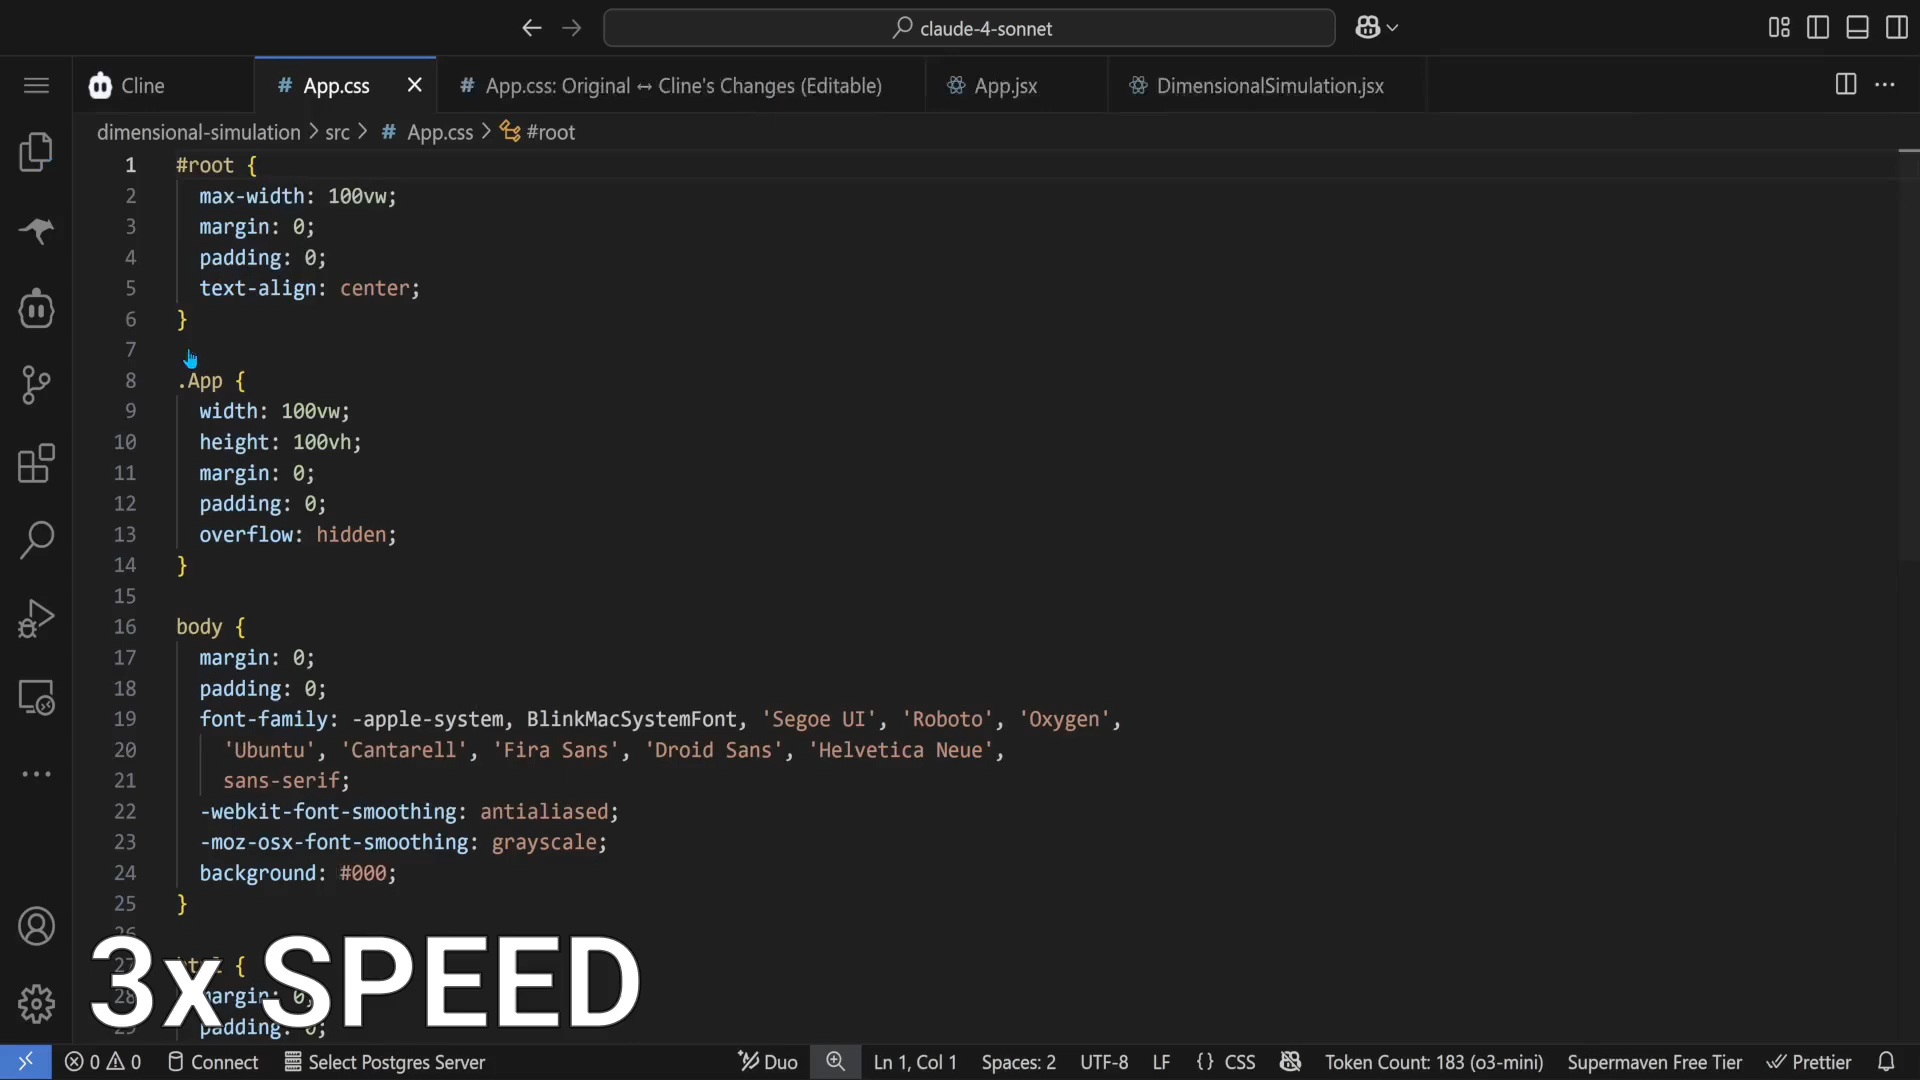 claude-4-sonnet
Cline
# App.css
# App.css: Original ↔ Cline's Changes (Editable)
App.jsx
DimensionalSimulation.jsx
dimensional-simulation > src > # App.css > #root
1 #root {
2 max-width: 100vw;
3 margin: 0;
4 padding: 0;
5 text-align: center;
6 }
7
8 .App {
9 width: 100vw;
10 height: 100vh;
11 margin: 0;
12 padding: 0;
13 overflow: hidden;
14 }
15
16 body {
17 margin: 0;
18 padding: 0;
19 font-family: -apple-system, BlinkMacSystemFont, 'Segoe UI', 'Roboto', 'Oxygen',
20 'Ubuntu', 'Cantarell', 'Fira Sans', 'Droid Sans', 'Helvetica Neue',
21 sans-serif;
22 -webkit-font-smoothing: antialiased;
23 -moz-osx-font-smoothing: grayscale;
24 background: #000;
25 }
3x SPEED
0 0 Connect Select Postgres Server Duo Ln 1, Col 1 Spaces: 2 UTF-8 LF {} CSS Token Count: 183 (o3-mini) Supermaven Free Tier Prettier